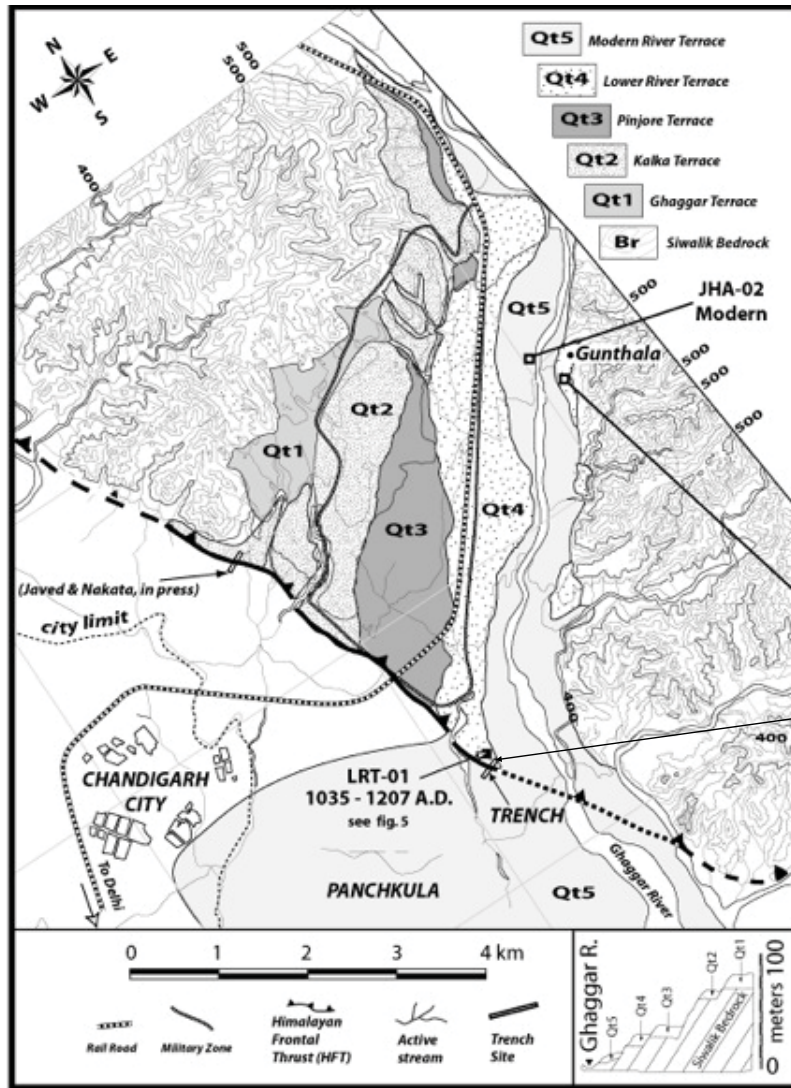 N
E
W
S
500
500
400
Qt5 Modern River Terrace
Qt4 Lower River Terrace
Qt3 Pinjore Terrace
Qt2 Kalka Terrace
Qt1 Ghaggar Terrace
Br Siwalik Bedrock
500
JHA-02
Modern
Qt5
Gunthala
500
500
500
Qt2
Qt1
Qt3
Qt4
(Javed & Nakata, in press)
city limit
400
400
CHANDIGARH
CITY
LRT-01
1035 - 1207 A.D.
see fig. 5
TRENCH
To Delhi
PANCHKULA
Qt5
Ghaggar River
0 1 2 3 4 km
Rail Road
Military Zone
Himalayan
Frontal
Thrust (HFT)
Active
stream
Trench
Site
Ghaggar R.
Qt5
Qt4
Qt3
Qt2
Qt1
Siwalik Bedrock
0 meters 100